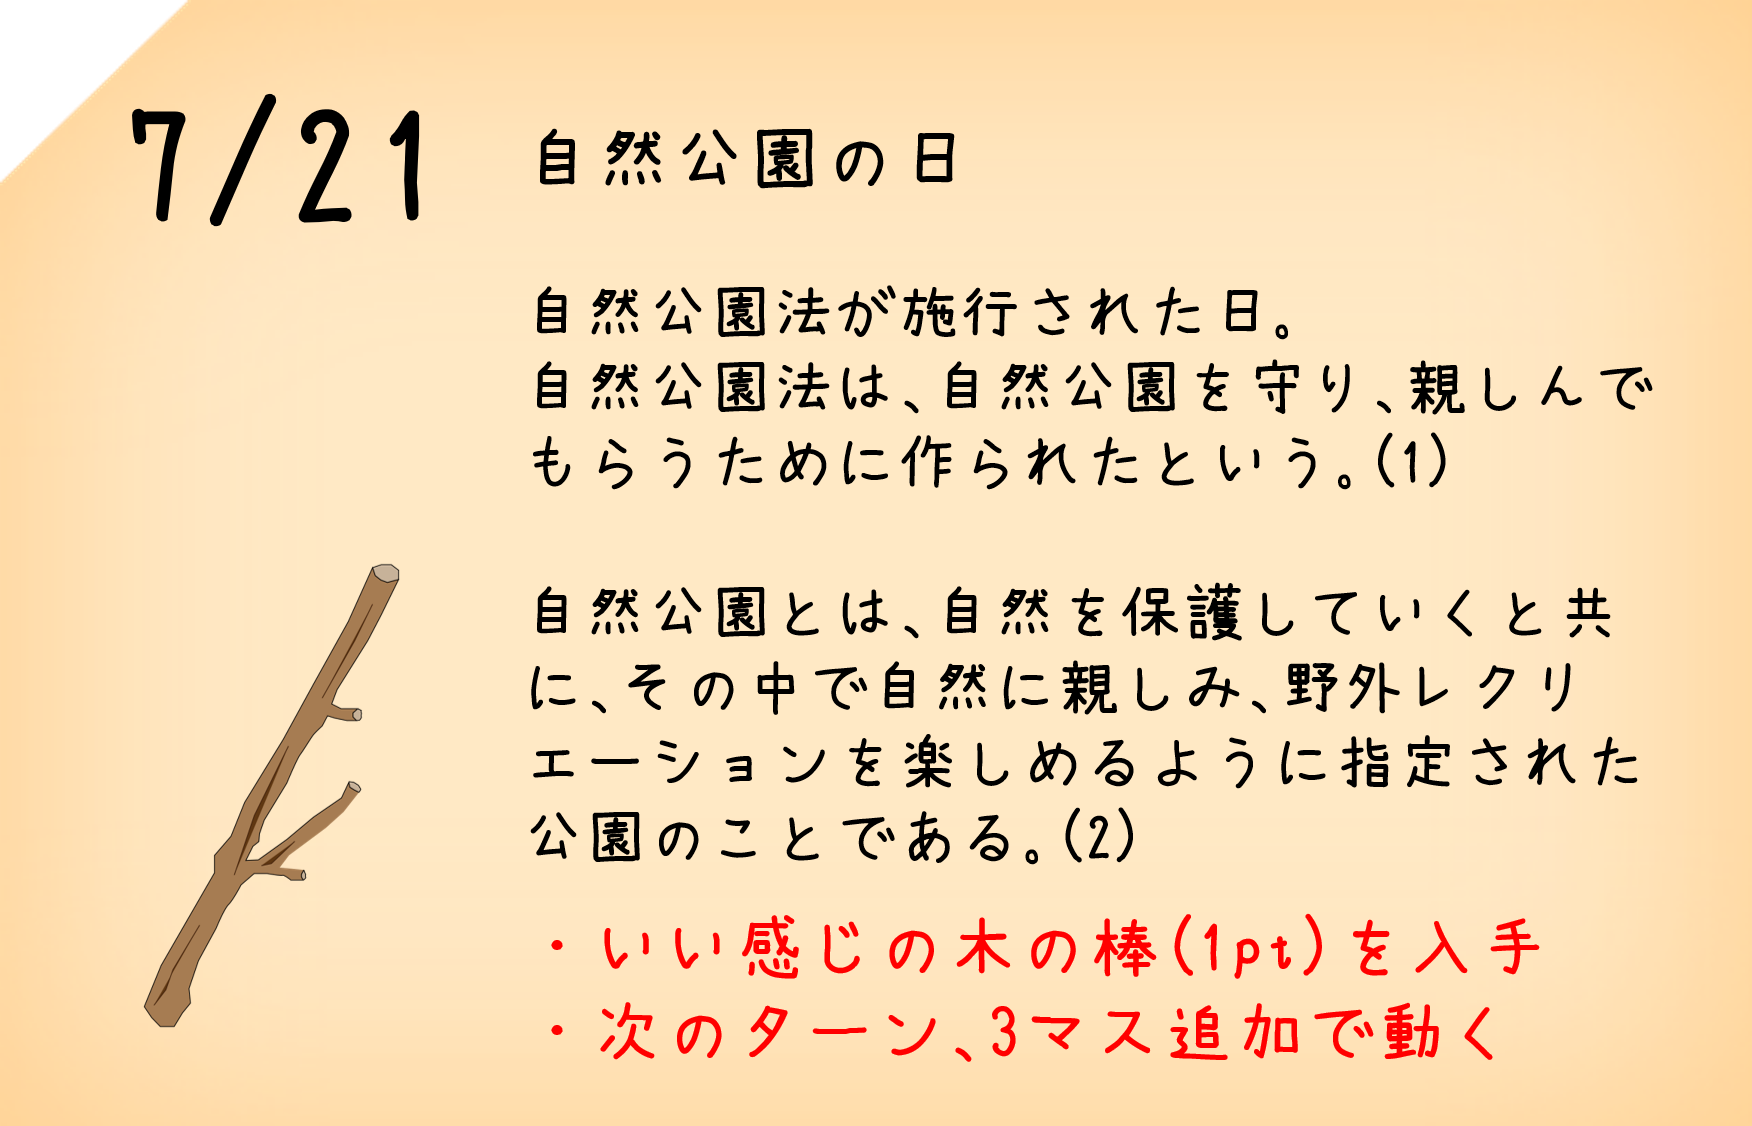 7/21 自然公園の日
自然公園法が施行された日。
自然公園法は、自然公園を守り、親しんで
もらうために作られたという。(1)
自然公園とは、自然を保護していくと共
に、その中で自然に親しみ、野外レクリ
エーションを楽しめるように指定された
公園のことである。(2)
・いい感じの木の棒(1pt)を入手
・次のターン、3マス追加で動く